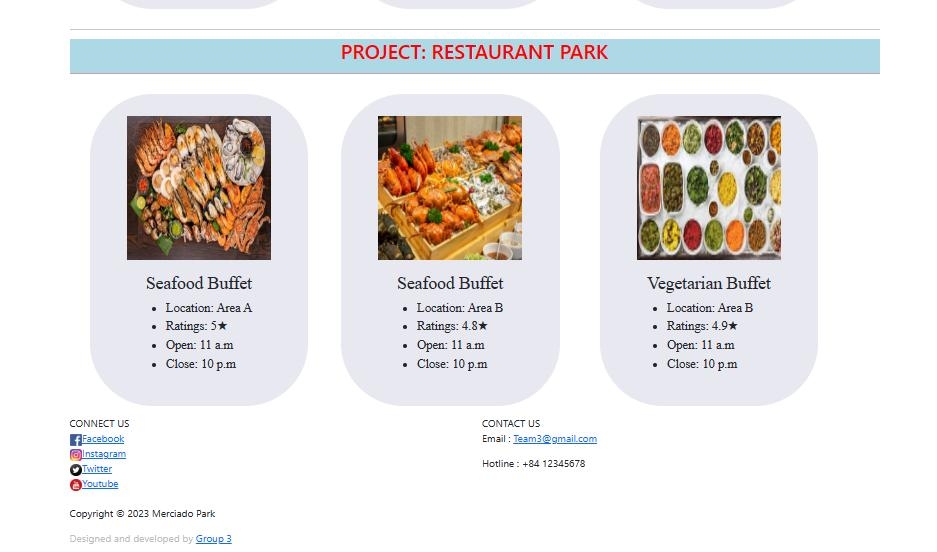 PROJECT: RESTAURANT PARK
Seafood Buffet
• Location: Area A
• Ratings: 5★
• Open: 11 a.m
• Close: 10 p.m
Seafood Buffet
• Location: Area B
• Ratings: 4.8★
• Open: 11 a.m
• Close: 10 p.m
Vegetarian Buffet
• Location: Area B
• Ratings: 4.9★
• Open: 11 a.m
• Close: 10 p.m
CONNECT US
Facebook
Instagram
Twitter
Youtube
CONTACT US
Email : Team3@gmail.com
Hotline : +84 12345678
Copyright © 2023 Merciado Park
Designed and developed by Group 3